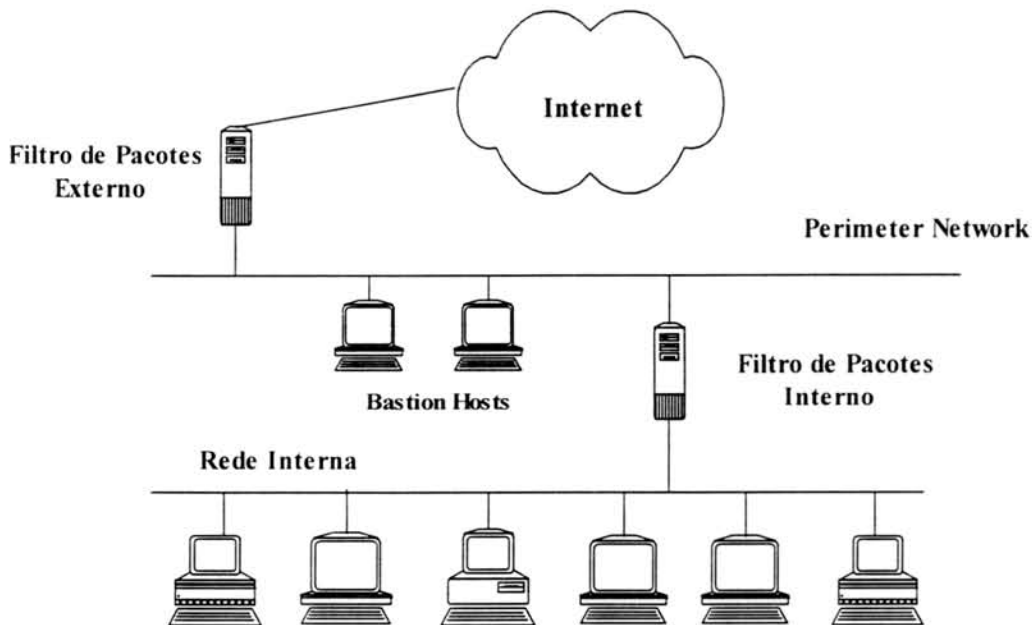 Internet
Filtro de Pacotes
Externo
Perimeter Network
Filtro de Pacotes
Interno
Bastion Hosts
Rede Interna